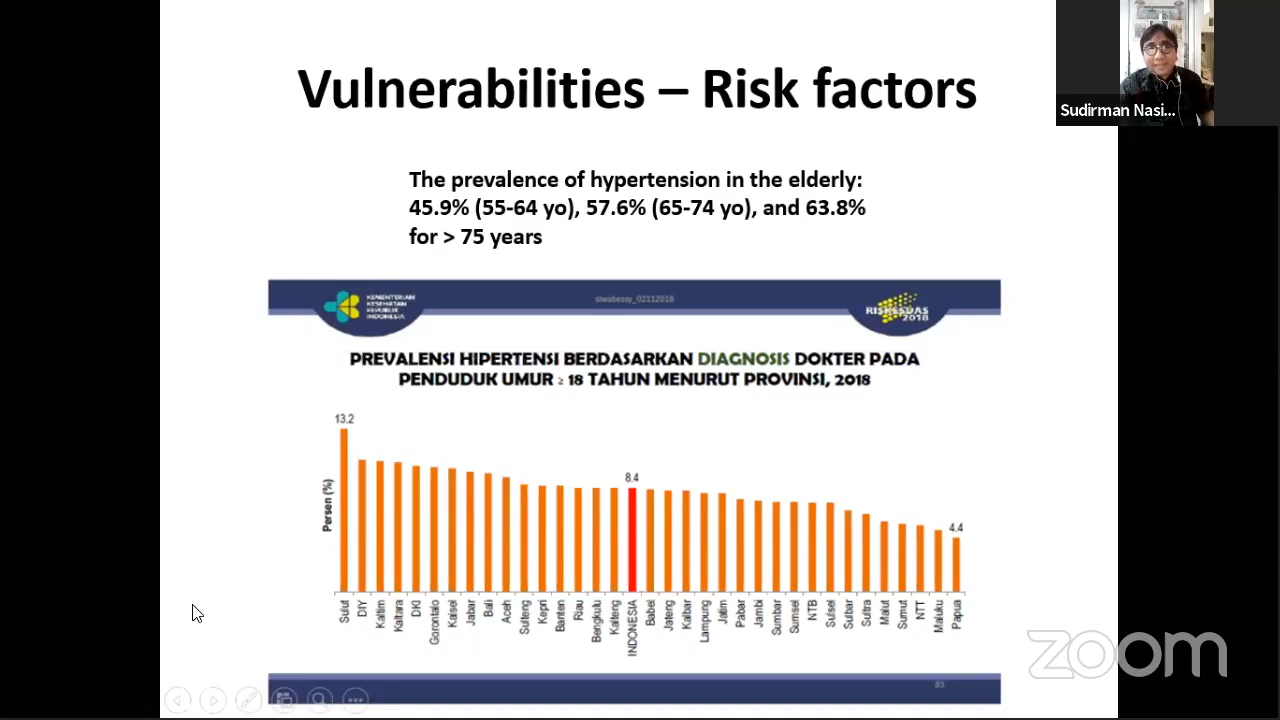 Vulnerabilities – Risk factors
Sudirman Nasi...
The prevalence of hypertension in the elderly:
45.9% (55-64 yo), 57.6% (65-74 yo), and 63.8%
for > 75 years
KEMENTERIAN
KESEHATAN
REPUBLIK
INDONESIA
siwabessy_02112018
RISKESDAS
2018
PREVALENSI HIPERTENSI BERDASARKAN DIAGNOSIS DOKTER PADA
PENDUDUK UMUR ≥ 18 TAHUN MENURUT PROVINSI, 2018
13.2
8.4
4.4
Persen (%)
Sulut
DIY
Kaltim
Kaltara
DKI
Gorontalo
Kalsel
Jabar
Bali
Aceh
Sulteng
Kepri
Banten
Riau
Bengkulu
Kalteng
INDONESIA
Babel
Jateng
Kalbar
Lampung
Jatim
Pabar
Jambi
Sumbar
Sumsel
NTB
Sulsel
Sulbar
Sultra
Malut
Sumut
NTT
Maluku
Papua
zoom